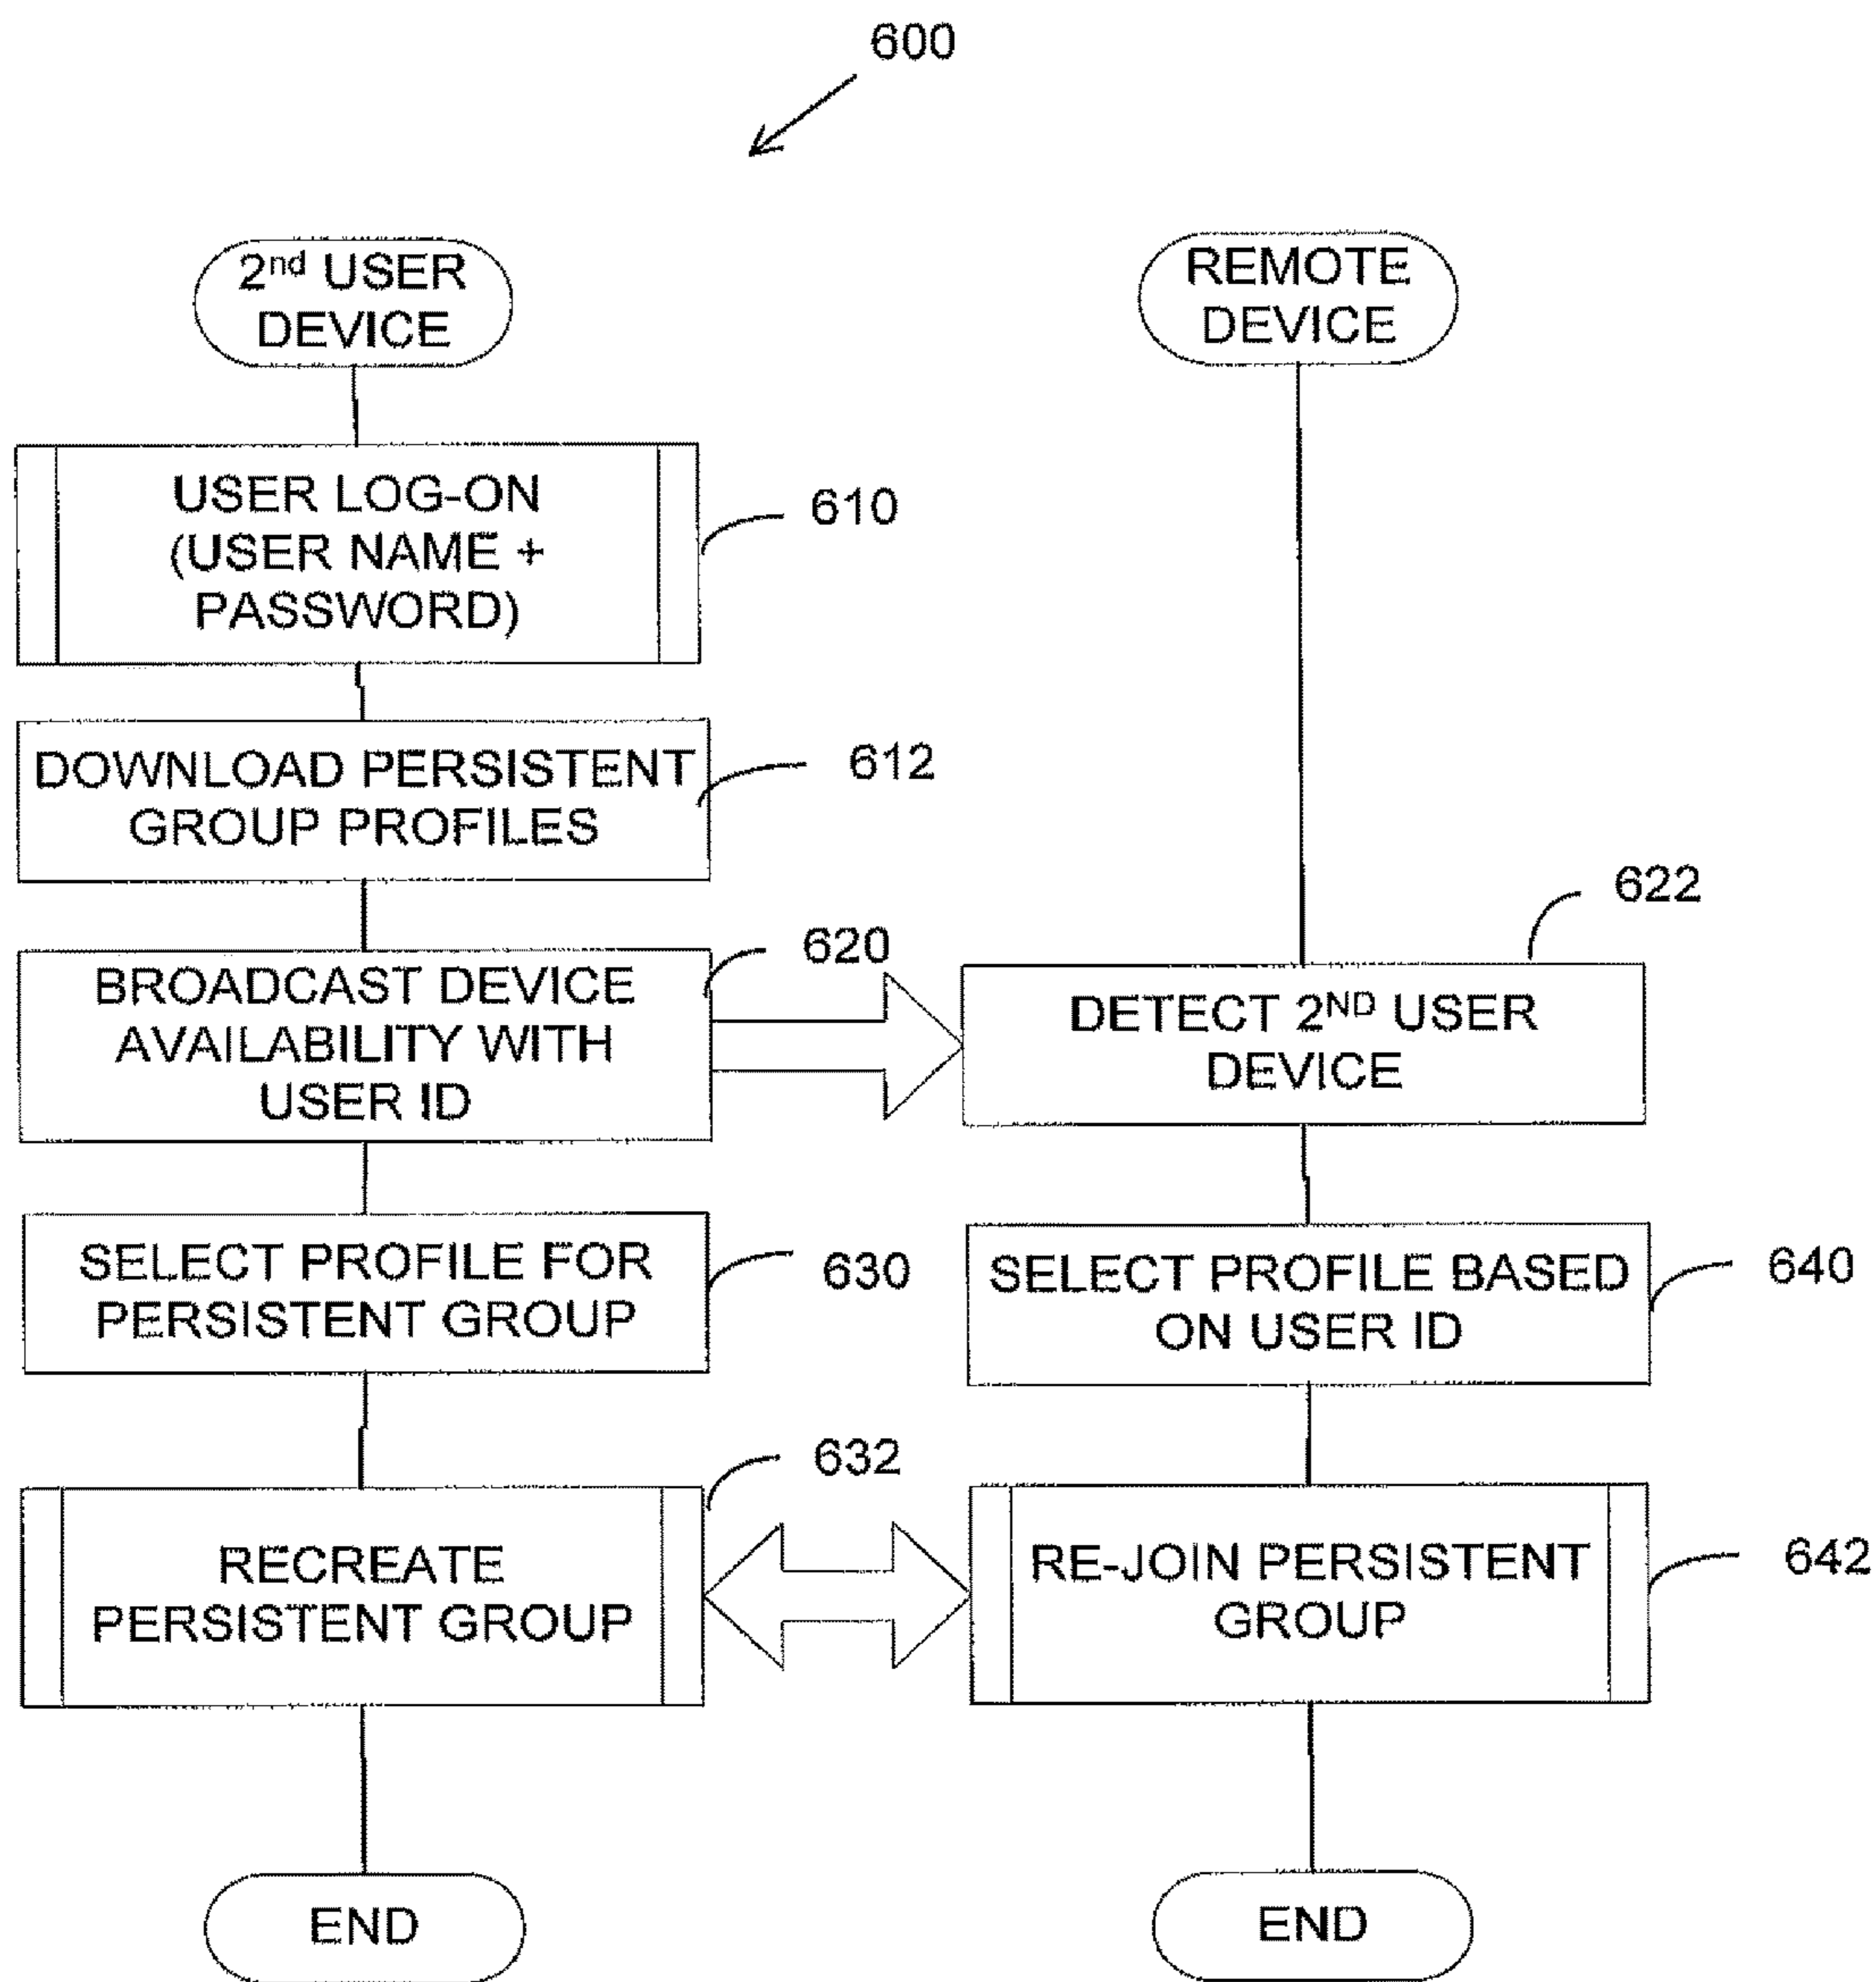 600
2nd USER
DEVICE
REMOTE
DEVICE
USER LOG-ON
(USER NAME +
PASSWORD)
610
DOWNLOAD PERSISTENT
GROUP PROFILES
612
BROADCAST DEVICE
AVAILABILITY WITH
USER ID
620
DETECT 2ND USER
DEVICE
622
SELECT PROFILE FOR
PERSISTENT GROUP
630
SELECT PROFILE BASED
ON USER ID
640
RECREATE
PERSISTENT GROUP
632
RE-JOIN PERSISTENT
GROUP
642
END
END